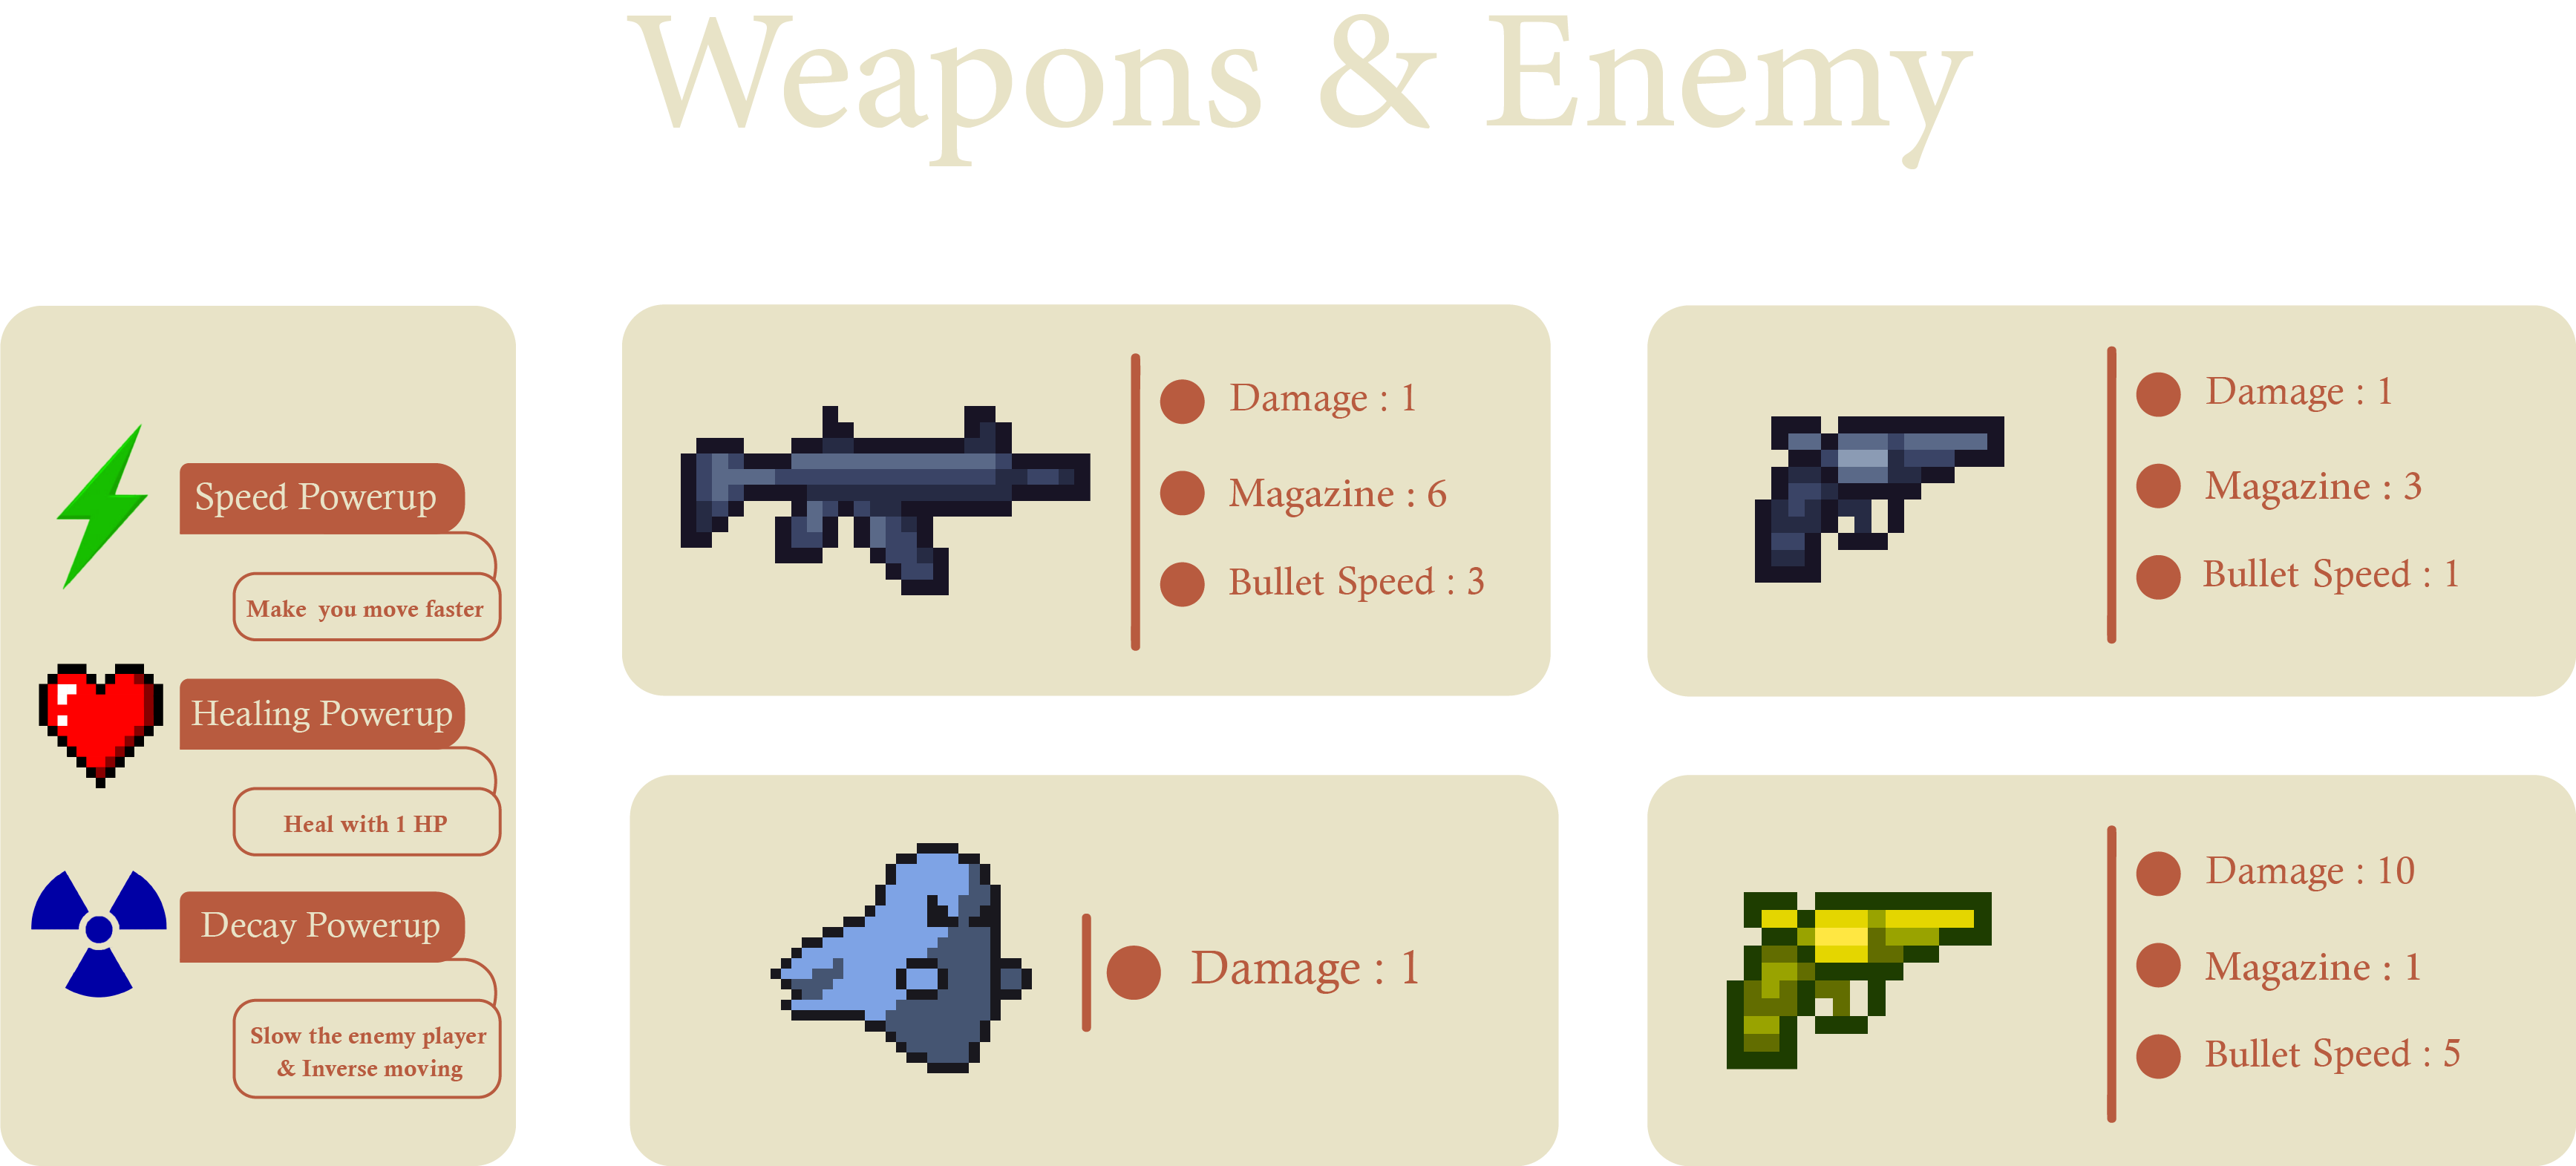 Weapons & Enemy
Speed Powerup
Make you move faster
Healing Powerup
Heal with 1 HP
Decay Powerup
Slow the enemy player
& Inverse moving
Damage : 1
Magazine : 6
Bullet Speed : 3
Damage : 1
Magazine : 3
Bullet Speed : 1
Damage : 1
Damage : 10
Magazine : 1
Bullet Speed : 5